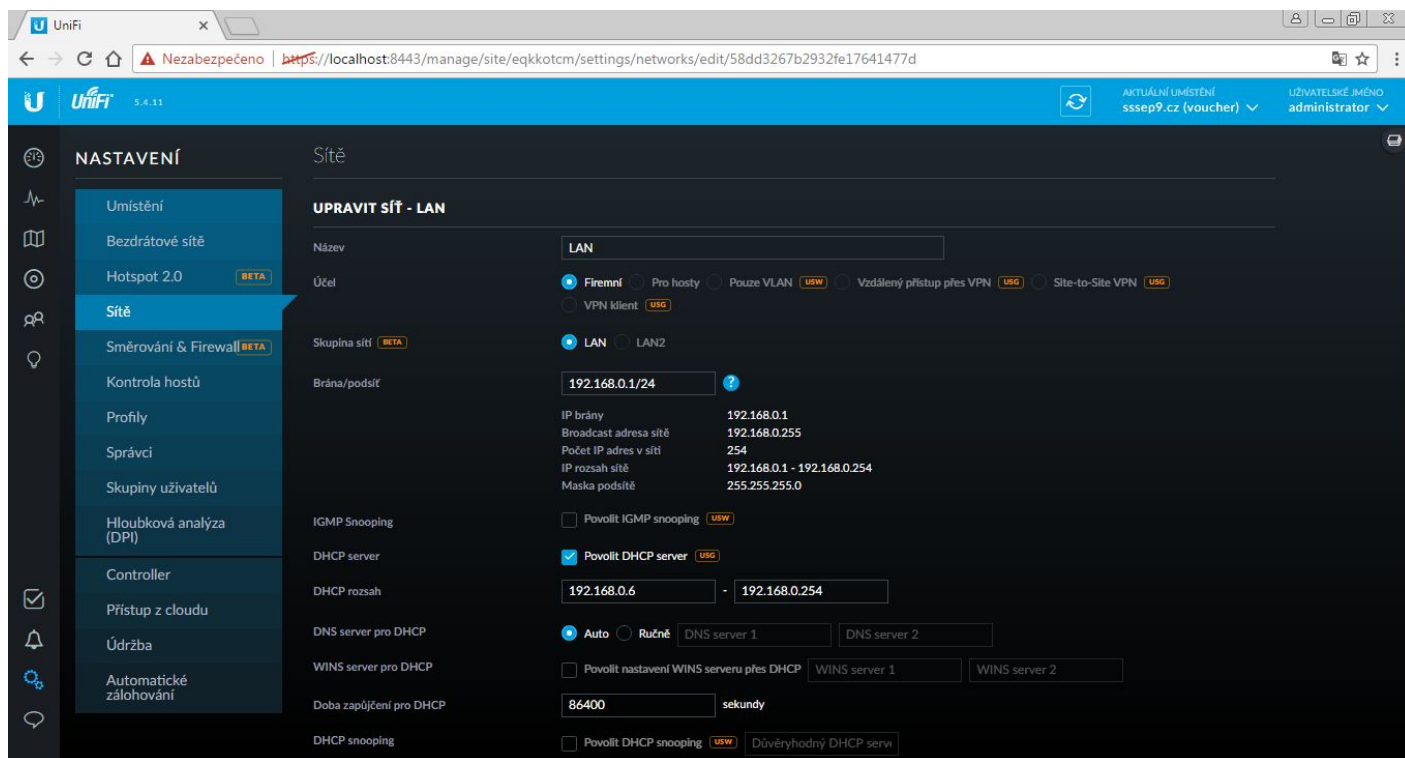 UniFi
Nezabezpečeno | https://localhost:8443/manage/site/eqkkotcm/settings/networks/edit/58dd3267b2932fe17641477d
UniFi 5.4.11
AKTUÁLNÍ UMÍSTĚNÍ
sssep9.cz (voucher)
UŽIVATELSKÉ JMÉNO
administrator
NASTAVENÍ
Umístění
Bezdrátové sítě
Hotspot 2.0 BETA
Sítě
Směrování & Firewall BETA
Kontrola hostů
Profily
Správci
Skupiny uživatelů
Hloubková analýza
(DPI)
Controller
Přístup z cloudu
Údržba
Automatické
zálohování
Sítě
UPRAVIT SÍŤ - LAN
Název LAN
Účel Firemní Pro hosty Pouze VLAN USW Vzdálený přístup přes VPN USG Site-to-Site VPN USG
VPN klient USG
Skupina sítí BETA LAN LAN2
Brána/podsíť 192.168.0.1/24 ?
IP brány 192.168.0.1
Broadcast adresa sítě 192.168.0.255
Počet IP adres v síti 254
IP rozsah sítě 192.168.0.1 - 192.168.0.254
Maska podsítě 255.255.255.0
IGMP Snooping Povolit IGMP snooping USW
DHCP server Povolit DHCP server USG
DHCP rozsah 192.168.0.6 - 192.168.0.254
DNS server pro DHCP Auto Ručně DNS server 1 DNS server 2
WINS server pro DHCP Povolit nastavení WINS serveru přes DHCP WINS server 1 WINS server 2
Doba zapůjčení pro DHCP 86400 sekundy
DHCP snooping Povolit DHCP snooping USW Důvěryhodný DHCP serve